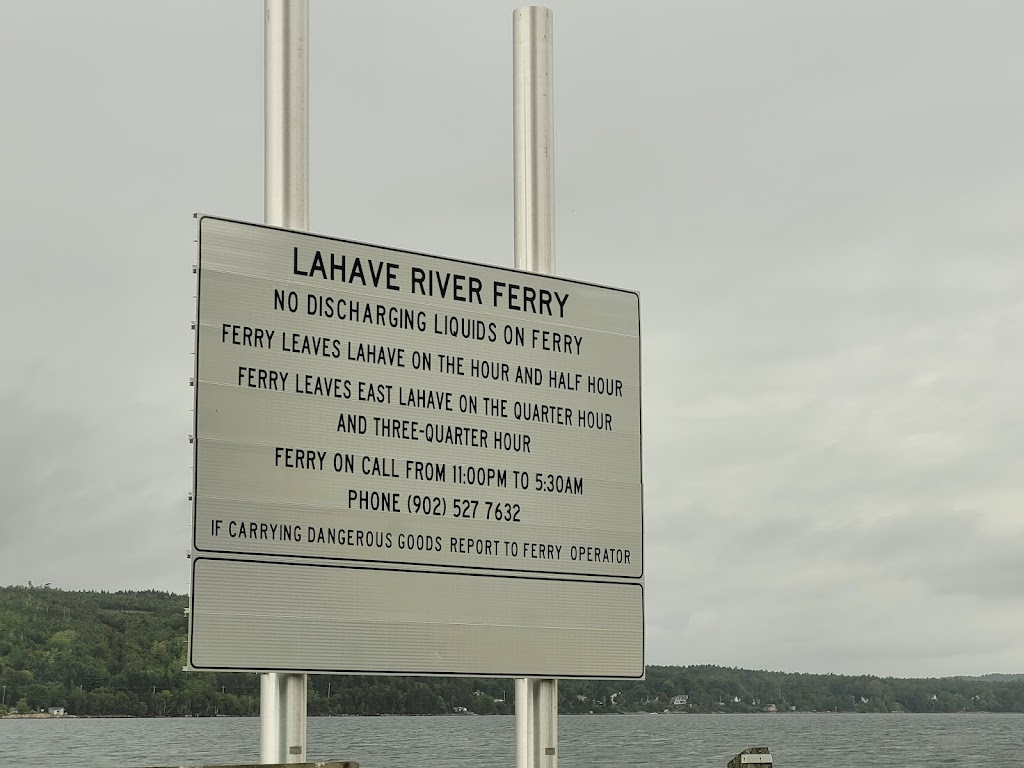 LAHAVE RIVER FERRY
NO DISCHARGING LIQUIDS ON FERRY
FERRY LEAVES LAHAVE ON THE HOUR AND HALF HOUR
FERRY LEAVES EAST LAHAVE ON THE QUARTER HOUR
AND THREE-QUARTER HOUR
FERRY ON CALL FROM 11:00PM TO 5:30AM
PHONE (902) 527 7632
IF CARRYING DANGEROUS GOODS REPORT TO FERRY OPERATOR